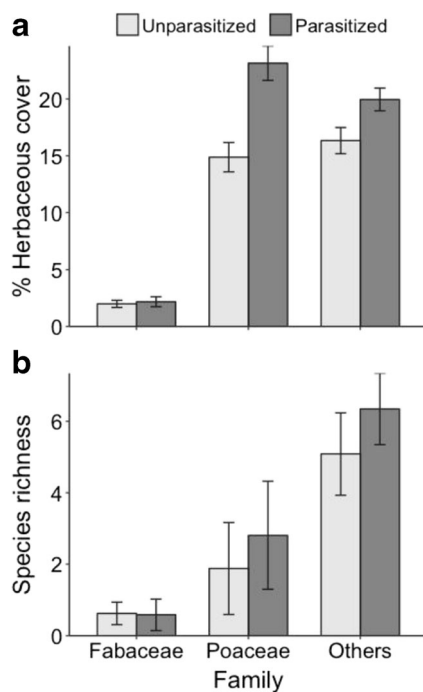 a
Unparasitized Parasitized
% Herbaceous cover
20
15
10
5
0
b
Species richness
6
4
2
0
Fabaceae Poaceae Others
Family